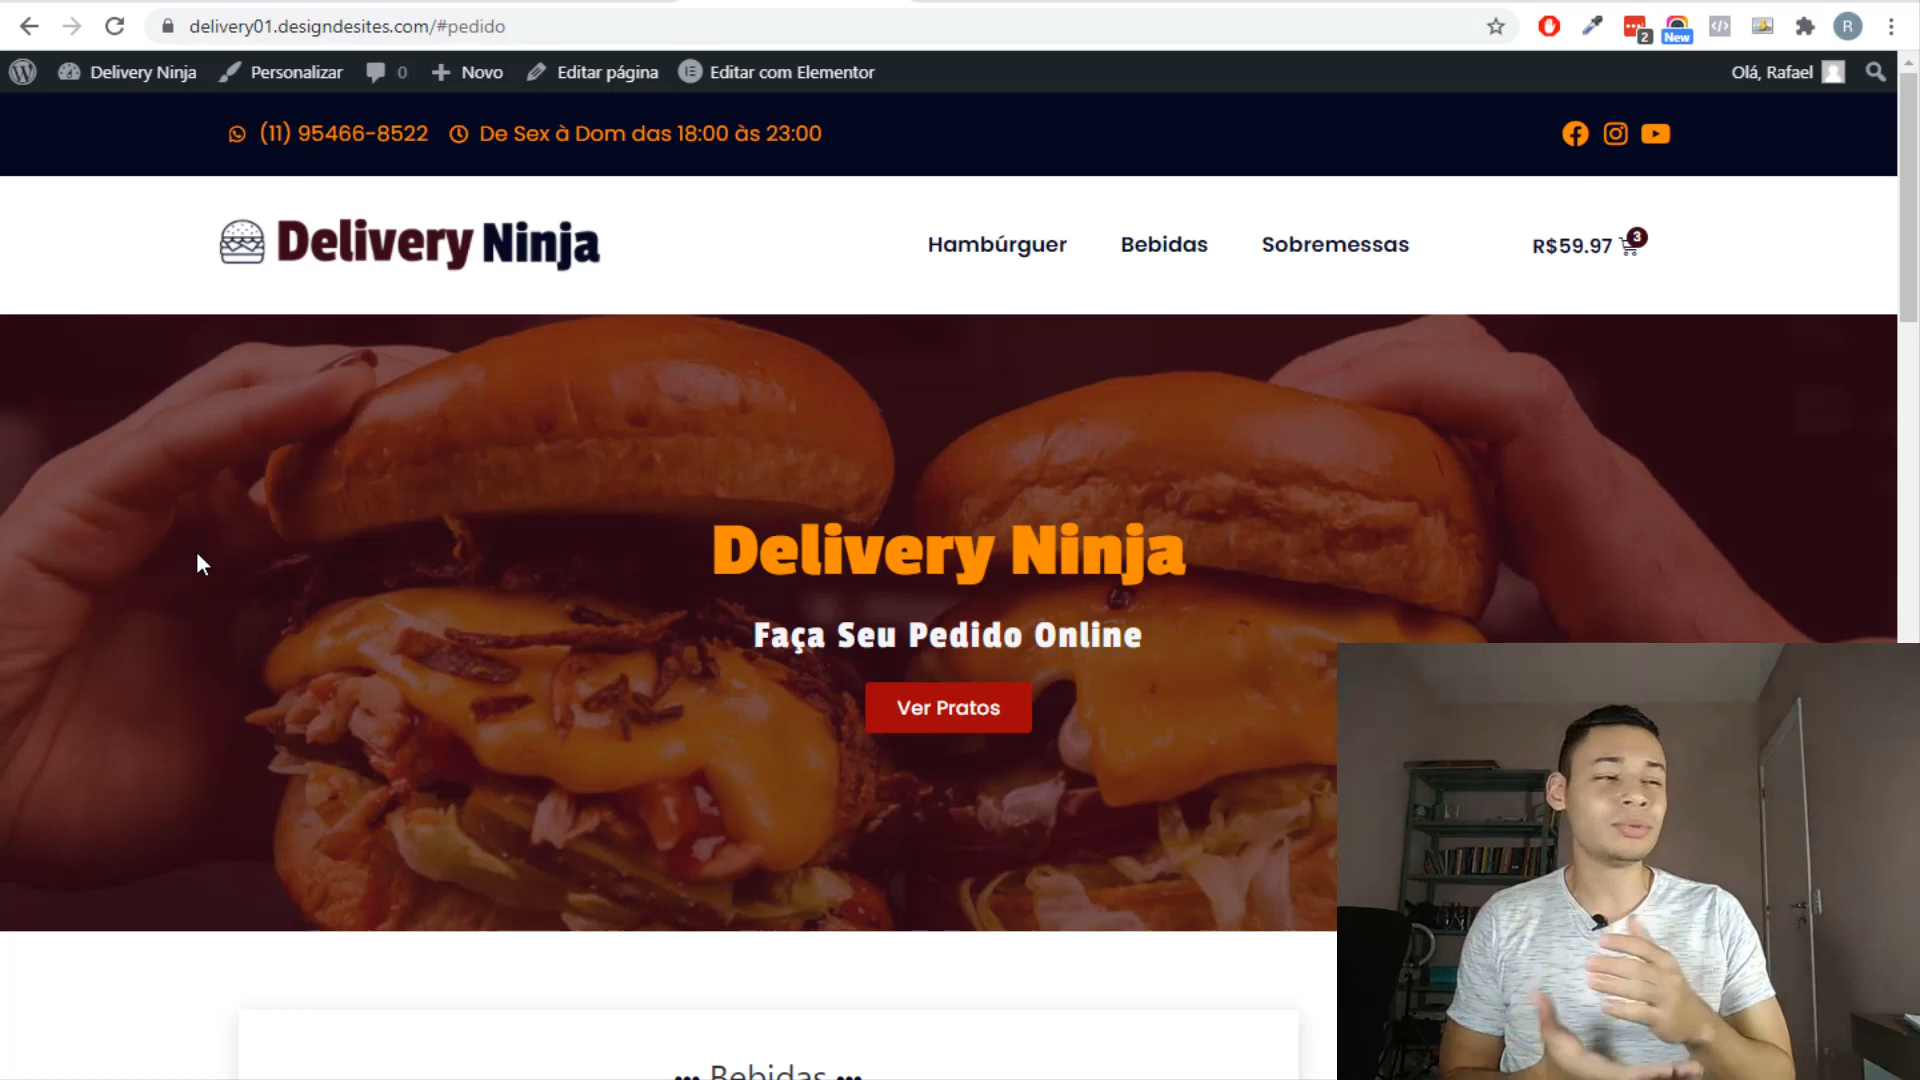 delivery01.designdesites.com/#pedido
2
New
R
Delivery Ninja
Personalizar
0
Novo
Editar página
Editar com Elementor
Olá, Rafael
(11) 95466-8522
De Sex à Dom das 18:00 às 23:00
Delivery Ninja
Hambúrguer
Bebidas
Sobremessas
R$59.97
3
Delivery Ninja
Faça Seu Pedido Online
Ver Pratos
••• Bebidas •••